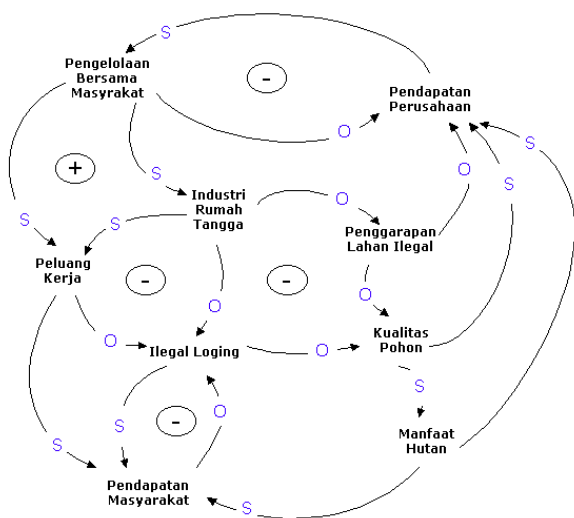 S
Pengelolaan
Bersama
Masyrakat
-
Pendapatan
Perusahaan
O
S
+
S
Industri
Rumah
Tangga
O
O
S
S
S
Penggarapan
Lahan Ilegal
Peluang
Kerja
-
-
O
O
O
Ilegal Loging
O
Kualitas
Pohon
S
S
S
-
O
Manfaat
Hutan
Pendapatan
Masyarakat
S